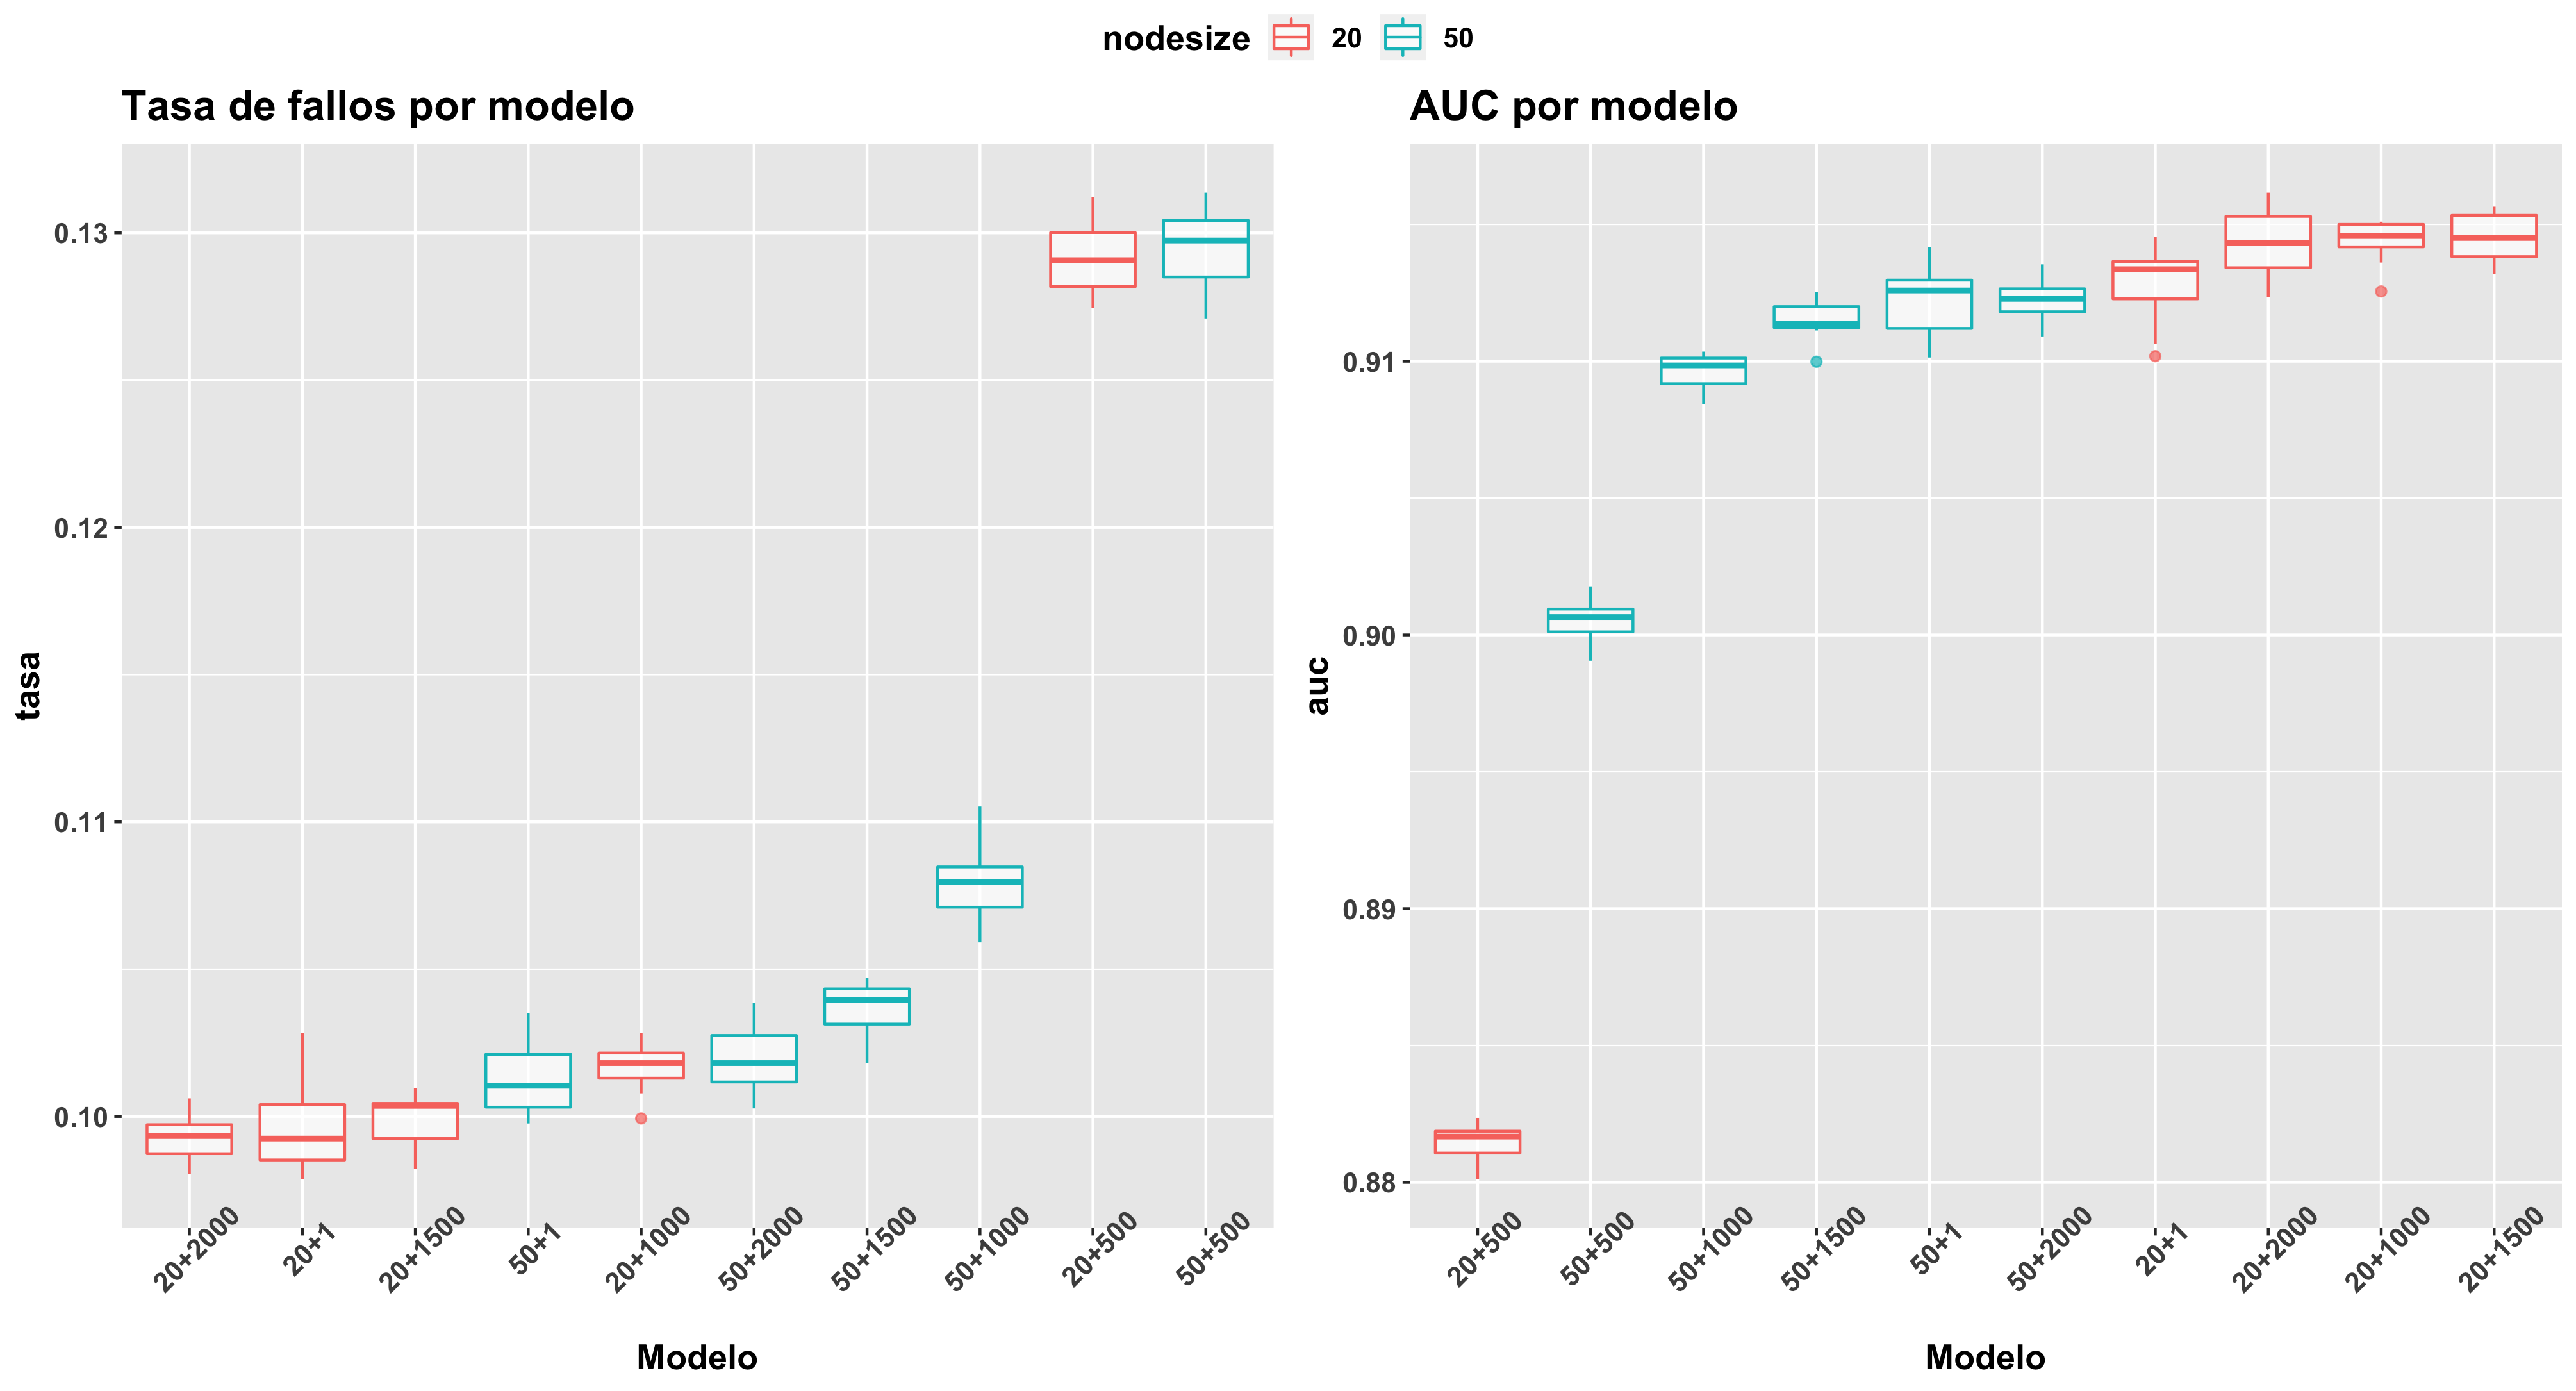 nodesize 20 50
Tasa de fallos por modelo
tasa
0.13
0.12
0.11
0.10
20+2000 20+1 20+1500 50+1 20+1000 50+2000 50+1500 50+1000 20+500 50+500
Modelo
AUC por modelo
auc
0.91
0.90
0.89
0.88
20+500 50+500 50+1000 50+1500 50+1 50+2000 20+1 20+2000 20+1000 20+1500
Modelo